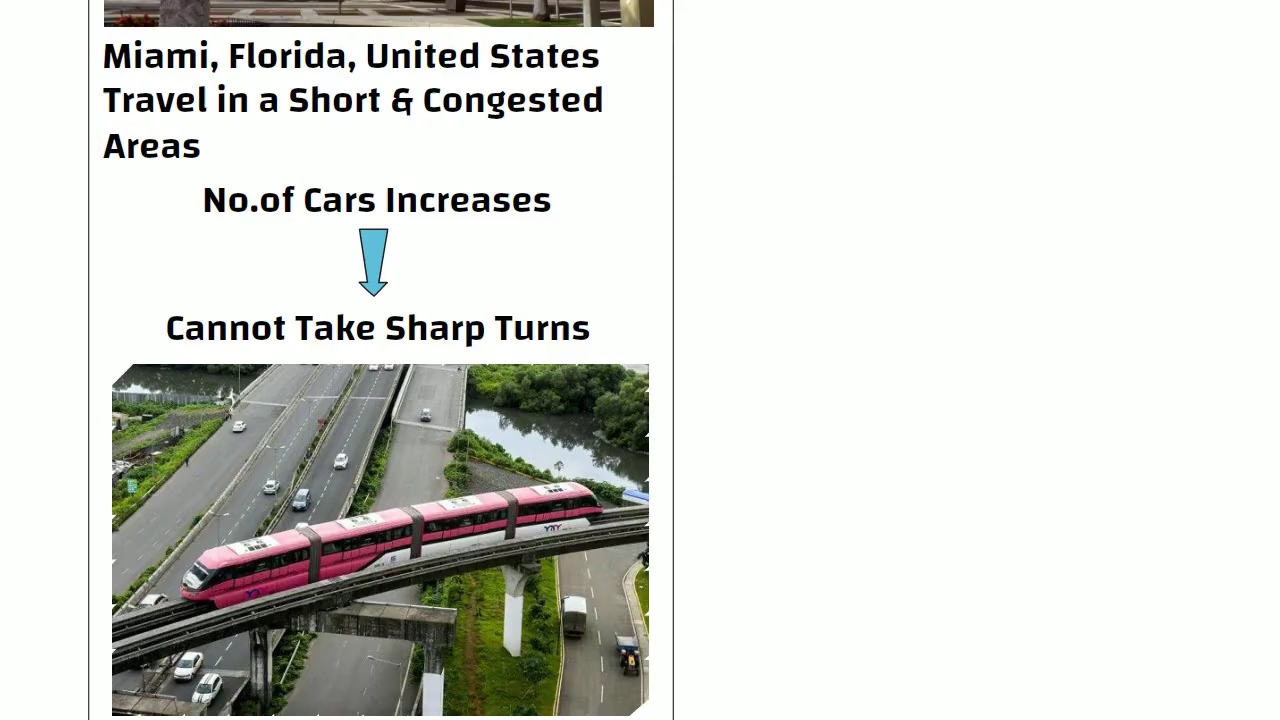 Miami, Florida, United States
Travel in a Short & Congested
Areas
No.of Cars Increases
Cannot Take Sharp Turns